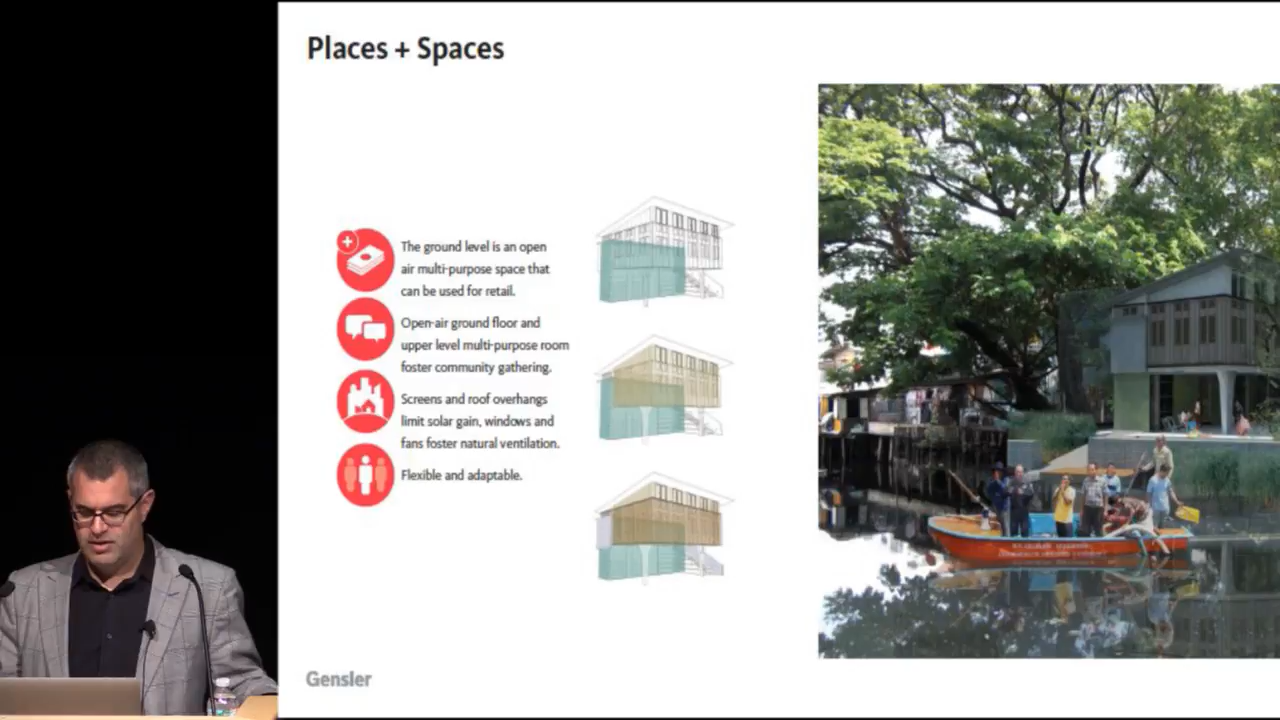 Places + Spaces
The ground level is an open
air multi-purpose space that
can be used for retail.
Open-air ground floor and
upper level multi-purpose room
foster community gathering.
Screens and roof overhangs
limit solar gain, windows and
fans foster natural ventilation.
Flexible and adaptable.
Gensler